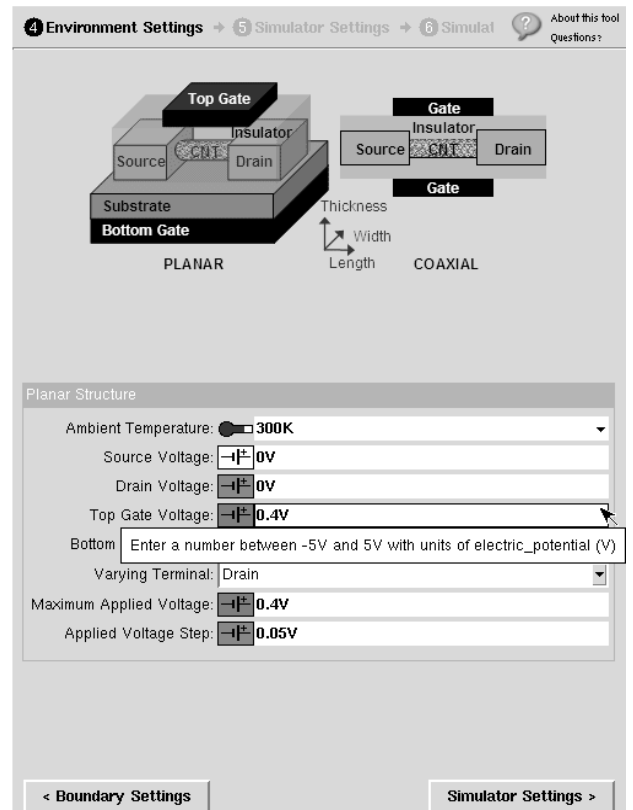 4 Environment Settings → 5 Simulator Settings → 6 Simulat
? About this tool
Questions?
Top Gate
Insulator
Source CNT Drain
Substrate
Bottom Gate
PLANAR
Gate
Insulator
Source CNT Drain
Gate
Thickness
Width
Length
COAXIAL
Planar Structure
Ambient Temperature: 300K
Source Voltage: 0V
Drain Voltage: 0V
Top Gate Voltage: 0.4V
Bottom
Enter a number between -5V and 5V with units of electric_potential (V)
Varying Terminal: Drain
Maximum Applied Voltage: 0.4V
Applied Voltage Step: 0.05V
< Boundary Settings
Simulator Settings >